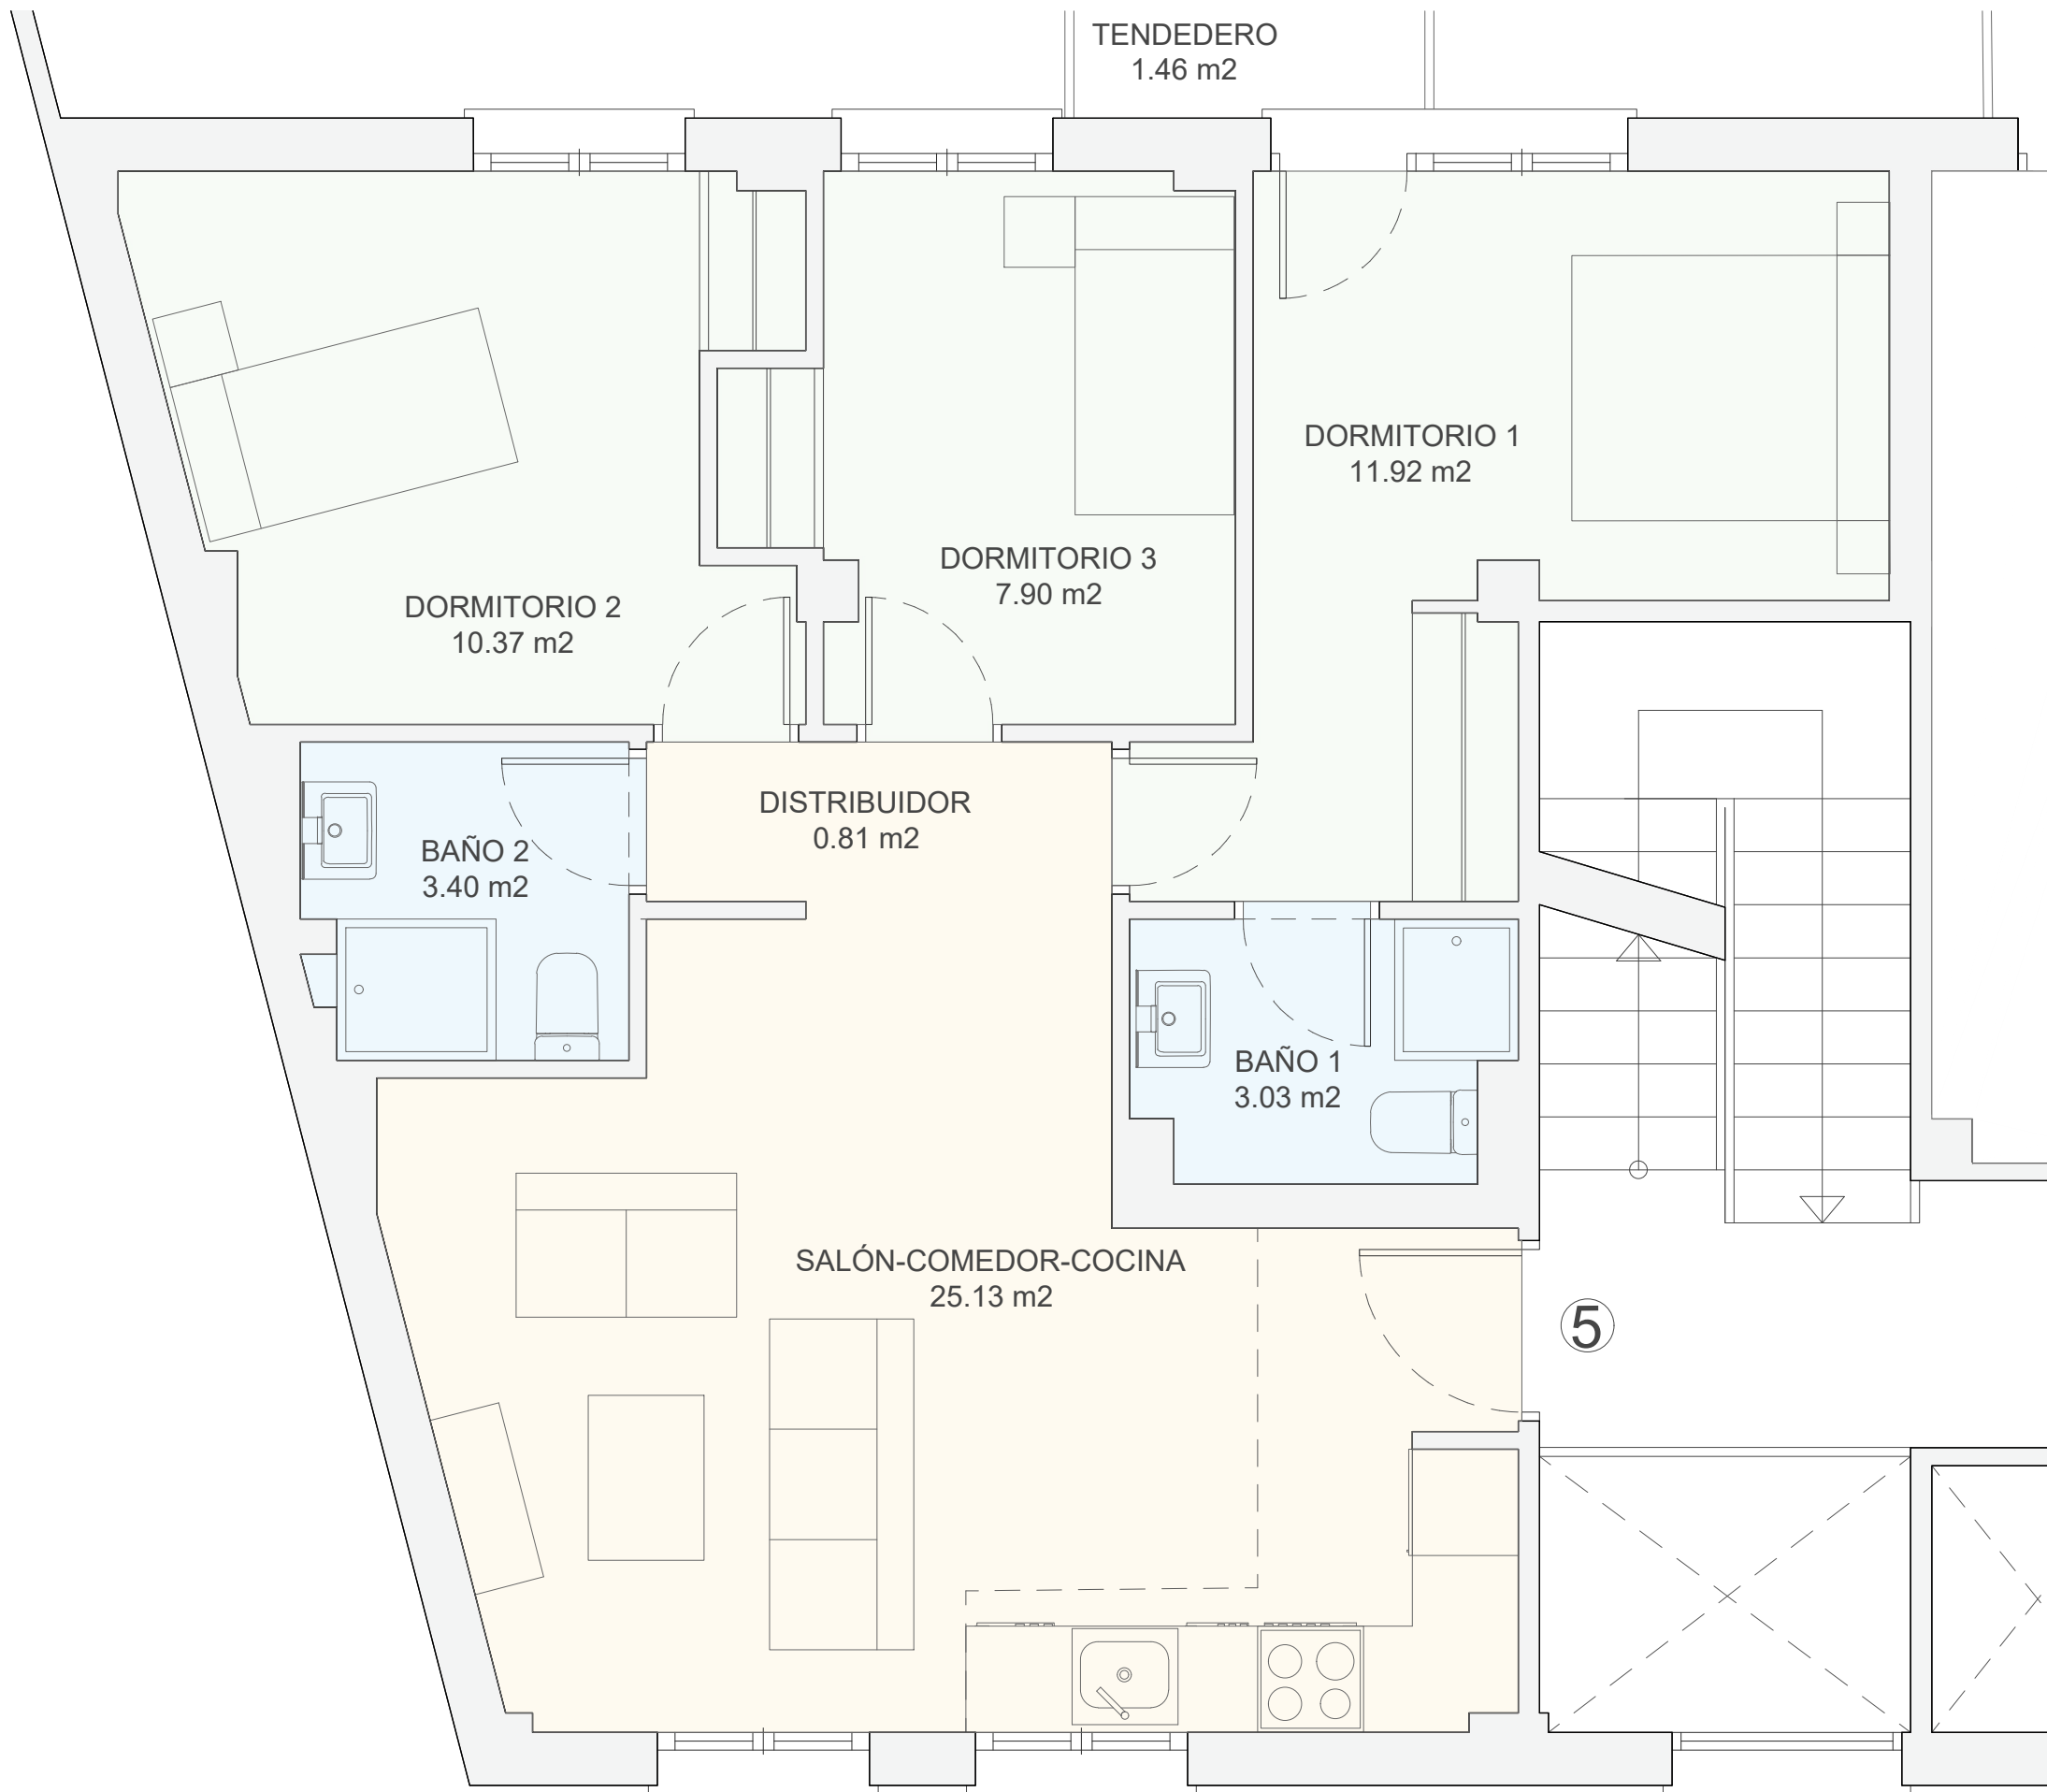 TENDEDERO
1.46 m2
DORMITORIO 1
11.92 m2
DORMITORIO 3
7.90 m2
DORMITORIO 2
10.37 m2
DISTRIBUIDOR
0.81 m2
BAÑO 2
3.40 m2
BAÑO 1
3.03 m2
SALÓN-COMEDOR-COCINA
25.13 m2
5